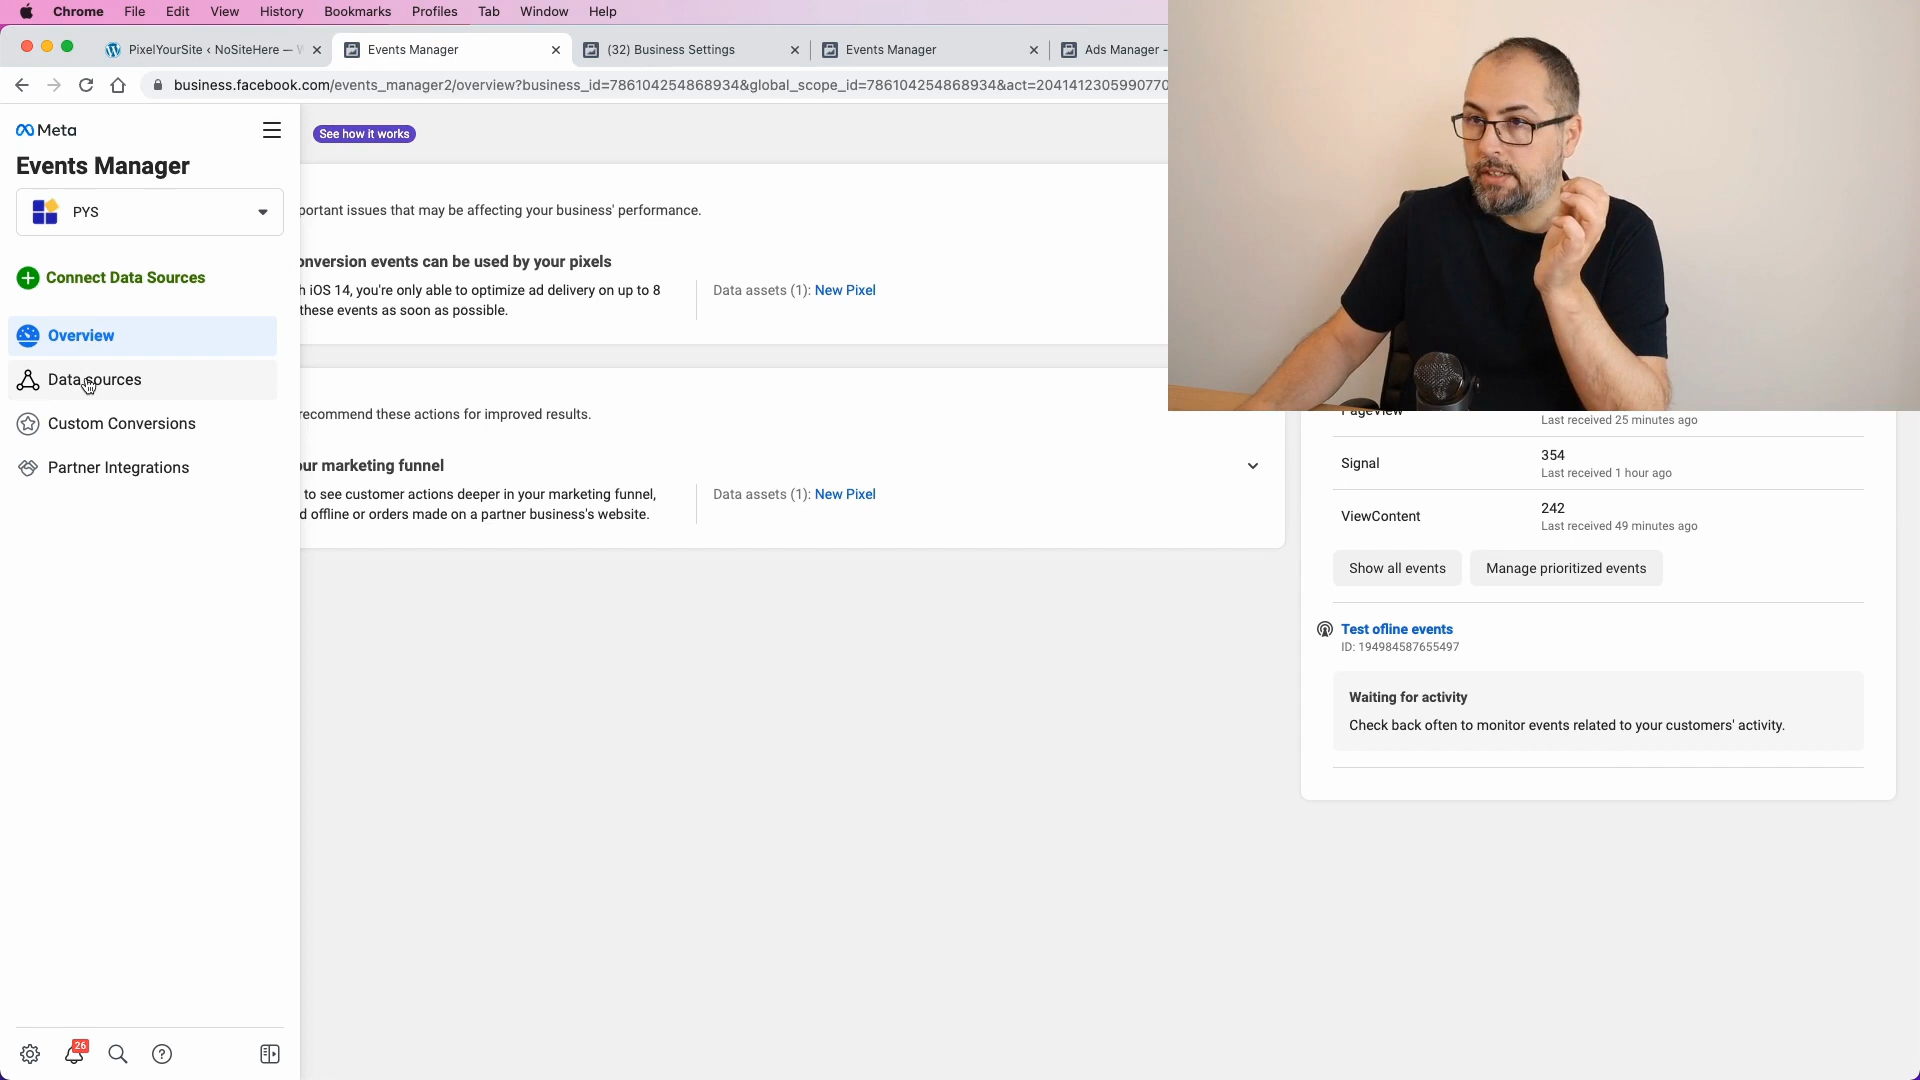 Chrome File Edit View History Bookmarks Profiles Tab Window Help
PixelYourSite ‹ NoSiteHere —
Events Manager
(32) Business Settings
Events Manager
Ads Manager -
business.facebook.com/events_manager2/overview?business_id=786104254868934&global_scope_id=786104254868934&act=2041412305990770
Meta
See how it works
Events Manager
PYS
portant issues that may be affecting your business' performance.
onversion events can be used by your pixels
Connect Data Sources
h iOS 14, you're only able to optimize ad delivery on up to 8
these events as soon as possible.
Data assets (1): New Pixel
Overview
Data sources
Custom Conversions
Partner Integrations
recommend these actions for improved results.
our marketing funnel
to see customer actions deeper in your marketing funnel,
d offline or orders made on a partner business's website.
Data assets (1): New Pixel
PageView
Last received 25 minutes ago
Signal
354
Last received 1 hour ago
ViewContent
242
Last received 49 minutes ago
Show all events
Manage prioritized events
Test ofline events
ID: 194984587655497
Waiting for activity
Check back often to monitor events related to your customers' activity.
26